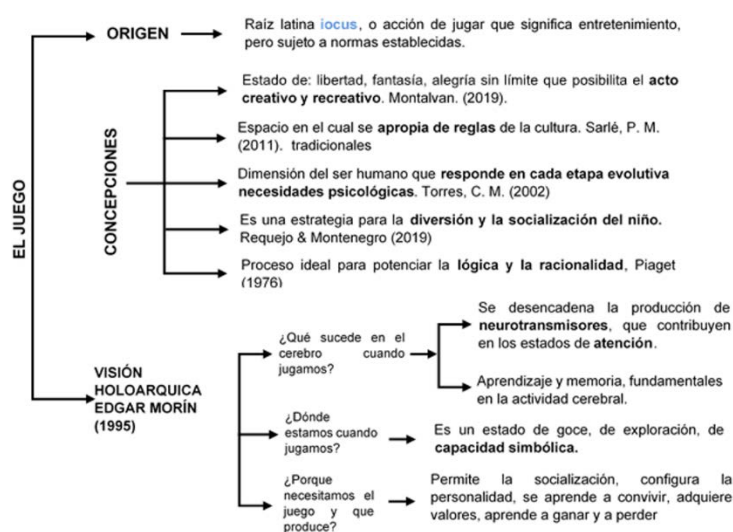 EL JUEGO
ORIGEN
Raíz latina iocus, o acción de jugar que significa entretenimiento,
pero sujeto a normas establecidas.
CONCEPCIONES
Estado de: libertad, fantasía, alegría sin límite que posibilita el acto
creativo y recreativo. Montalvan. (2019).
Espacio en el cual se apropia de reglas de la cultura. Sarlé, P. M.
(2011). tradicionales
Dimensión del ser humano que responde en cada etapa evolutiva
necesidades psicológicas. Torres, C. M. (2002)
Es una estrategia para la diversión y la socialización del niño.
Requejo & Montenegro (2019)
Proceso ideal para potenciar la lógica y la racionalidad, Piaget
(1976)
VISIÓN
HOLOARQUICA
EDGAR MORÍN
(1995)
¿Qué sucede en el
cerebro cuando
jugamos?
Se desencadena la producción de
neurotransmisores, que contribuyen
en los estados de atención.
Aprendizaje y memoria, fundamentales
en la actividad cerebral.
¿Dónde
estamos cuando
jugamos?
Es un estado de goce, de exploración, de
capacidad simbólica.
¿Porque
necesitamos el
juego y que
produce?
Permite la socialización, configura la
personalidad, se aprende a convivir, adquiere
valores, aprende a ganar y a perder